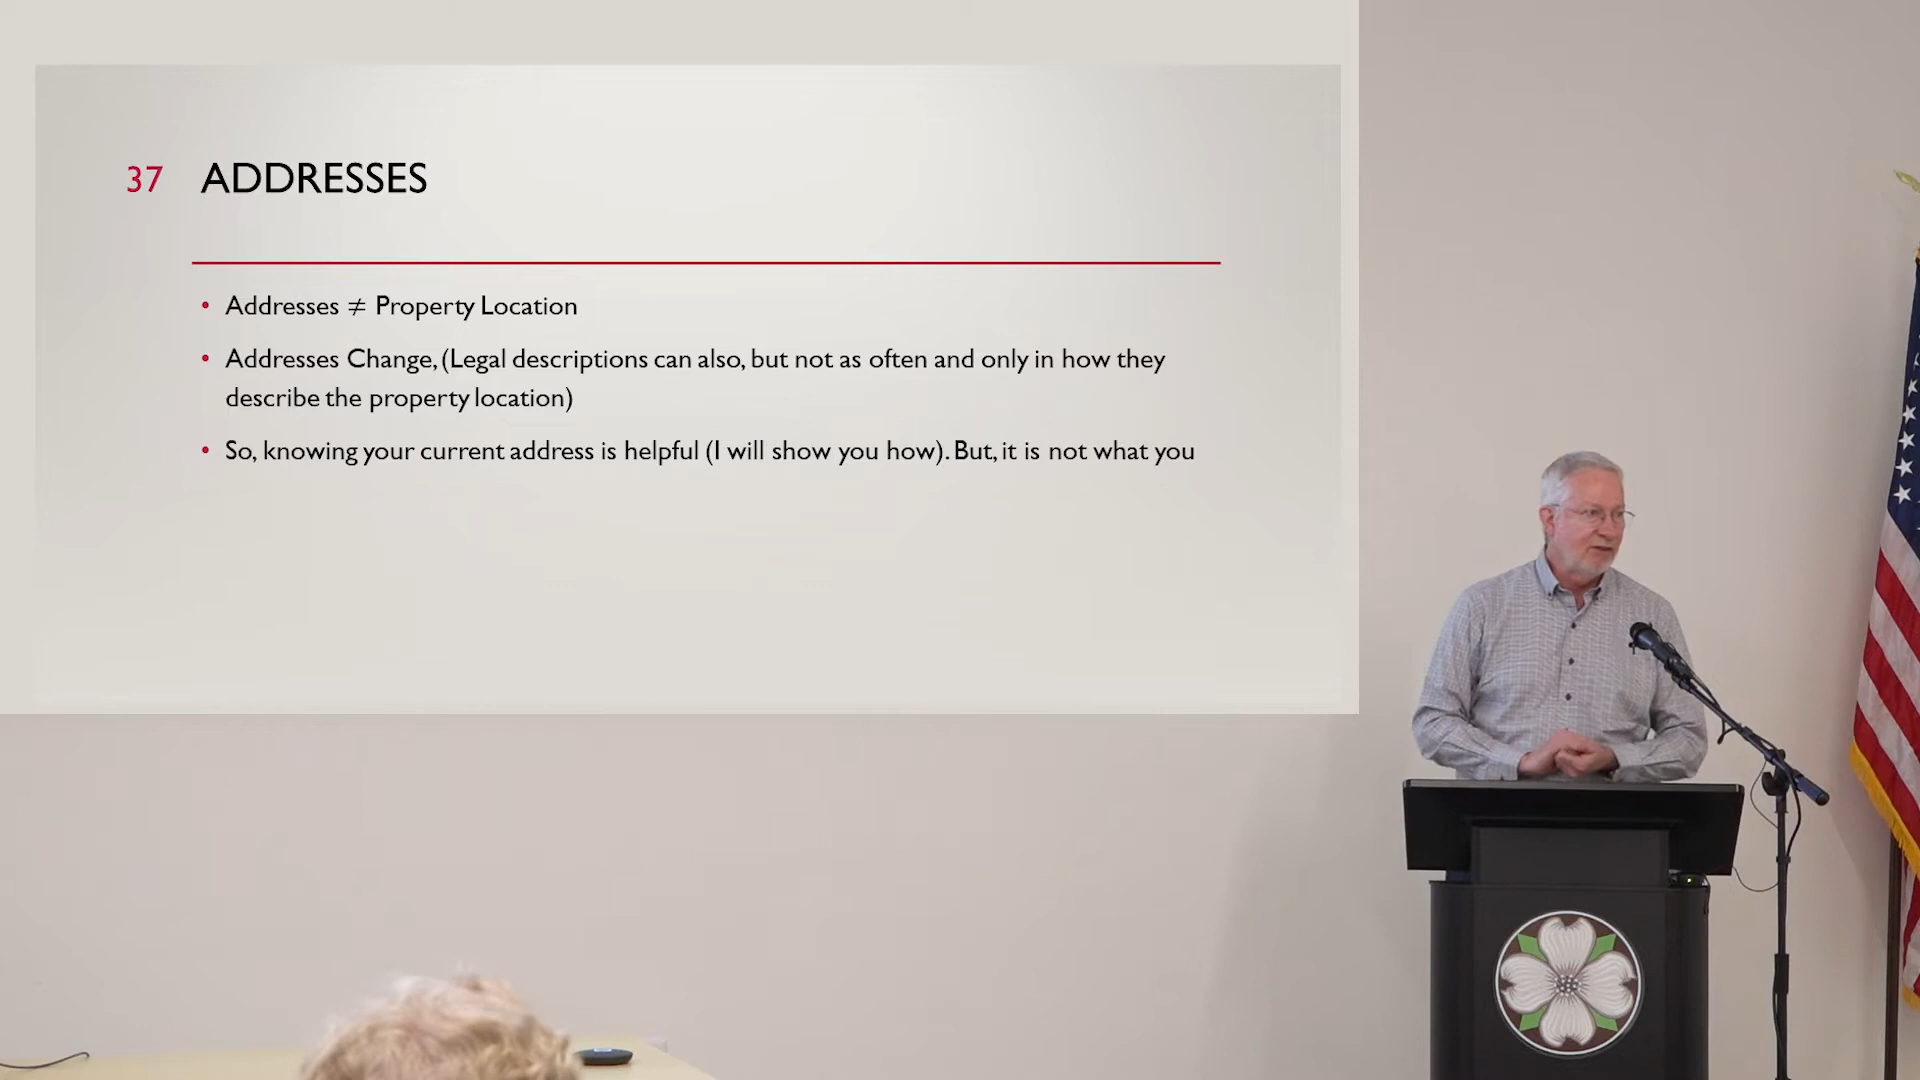 37 ADDRESSES
• Addresses ≠ Property Location
• Addresses Change, (Legal descriptions can also, but not as often and only in how they
describe the property location)
• So, knowing your current address is helpful (I will show you how). But, it is not what you